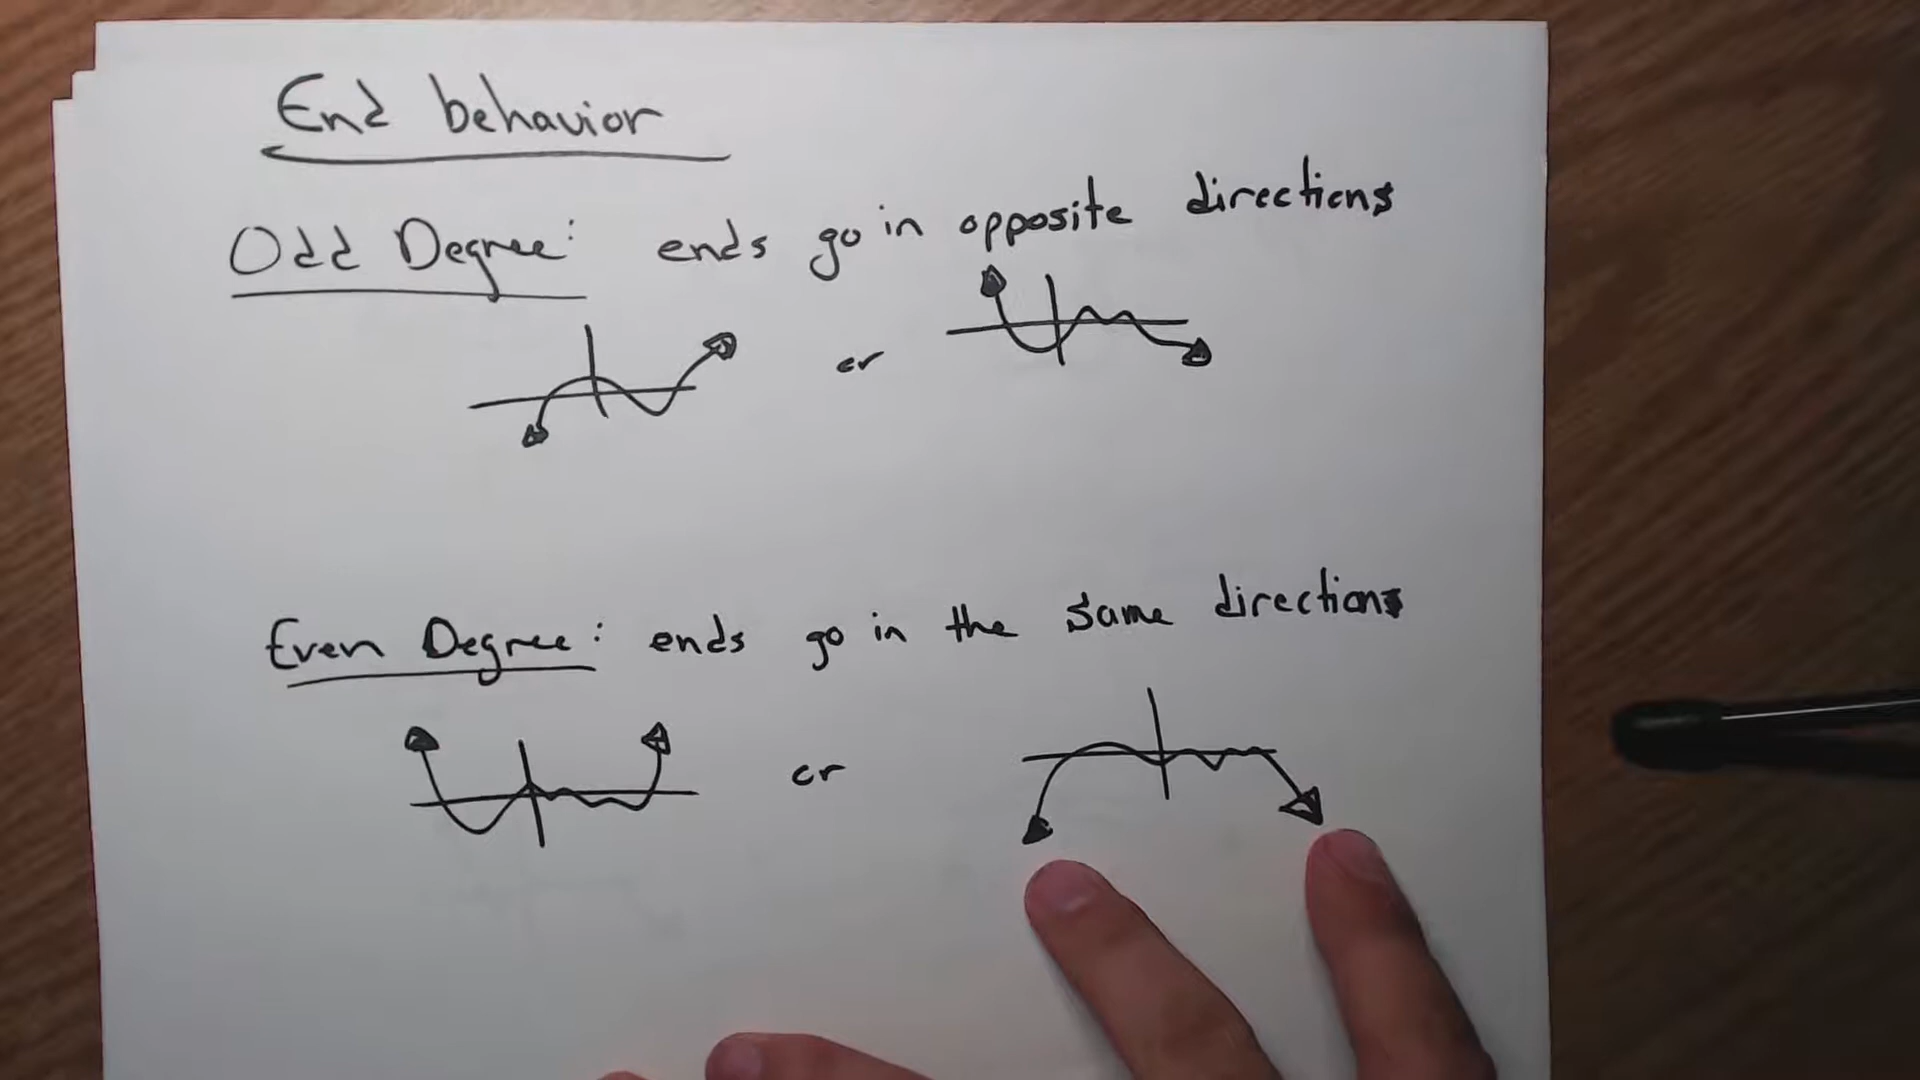 End behavior
Odd Degree: ends go in opposite directions
or
Even Degree: ends go in the same directions
or